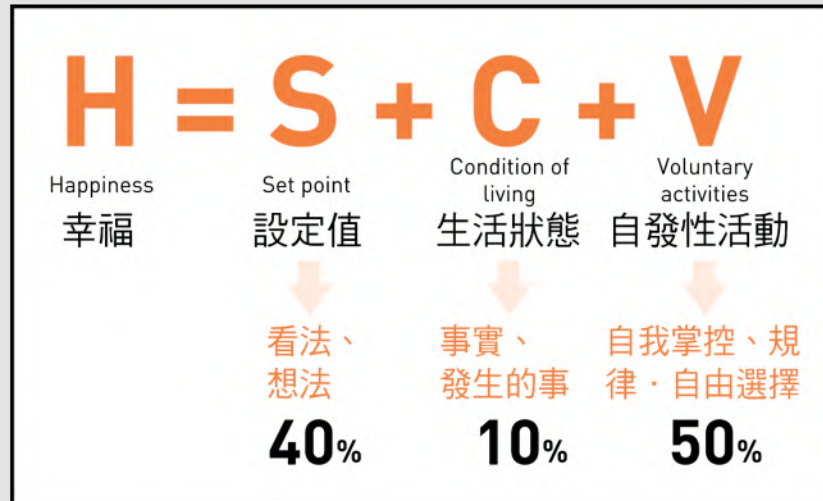 H = S + C + V
Happiness
幸福
Set point
設定值
Condition of
living
生活狀態
Voluntary
activities
自發性活動
看法、
想法
40%
事實、
發生的事
10%
自我掌控、規
律·自由選擇
50%